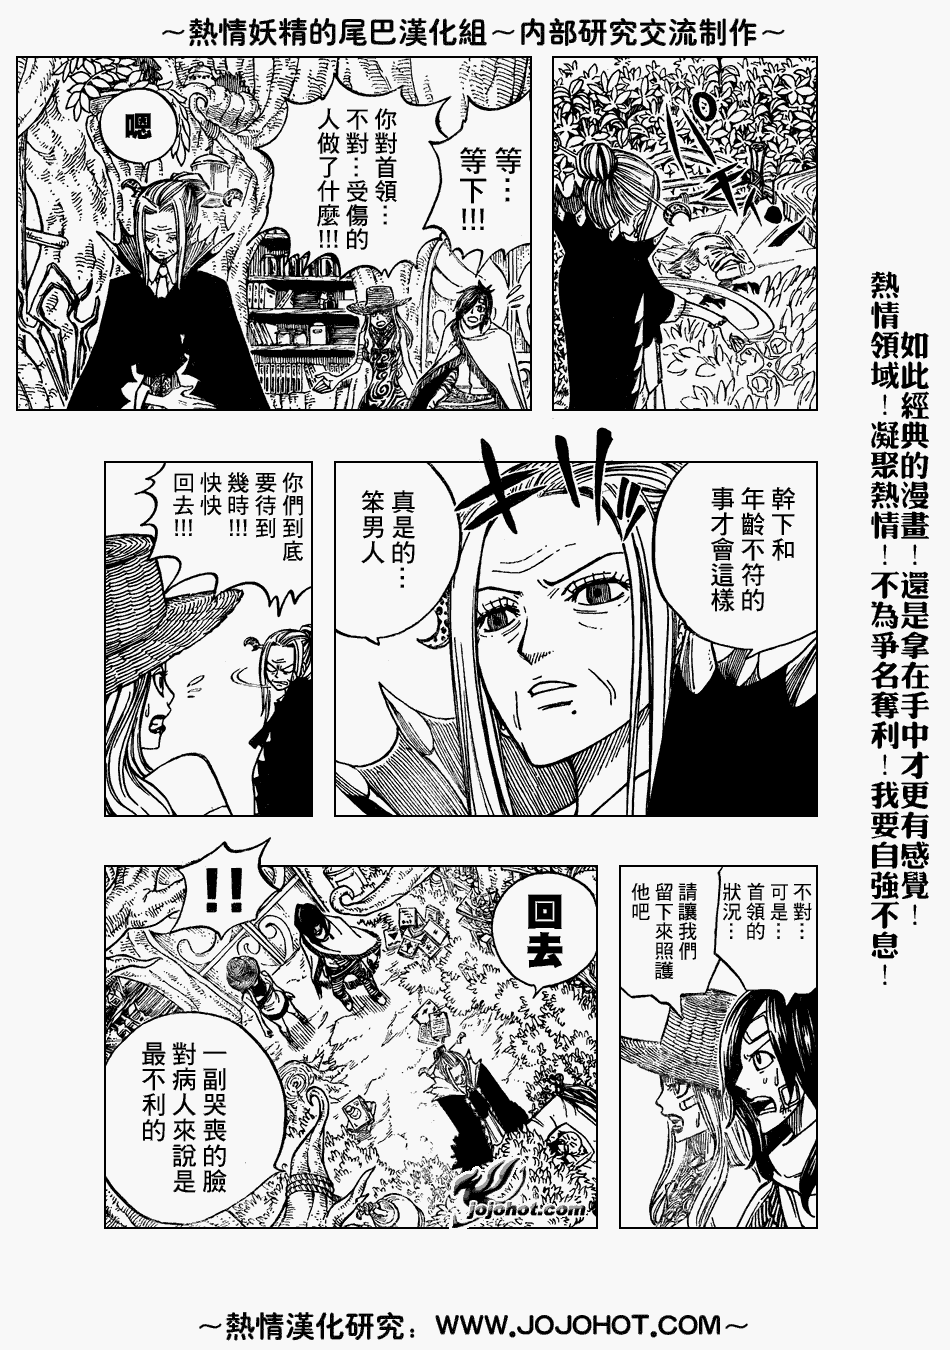 ～熱情妖精的尾巴漢化組～内部研究交流制作～
等…
等下!!!
你對首領…
不對…受傷的
人做了什麼!!!
嗯
幹下和
年齡不符的
事才會這樣
真是的…
笨男人
你們到底
要待到
幾時!!!
快快
回去!!!
不對…
可是…
首領的
狀況…
請讓我們
留下來照護
他吧
回去
!!
一副哭喪的臉
對病人來說是
最不利的
jojohot.com
如此經典的漫畫！還是拿在手中才更有感覺！
熱情領域！凝聚熱情！不為爭名奪利！我要自強不息！
～熱情漢化研究：WWW.JOJOHOT.COM～